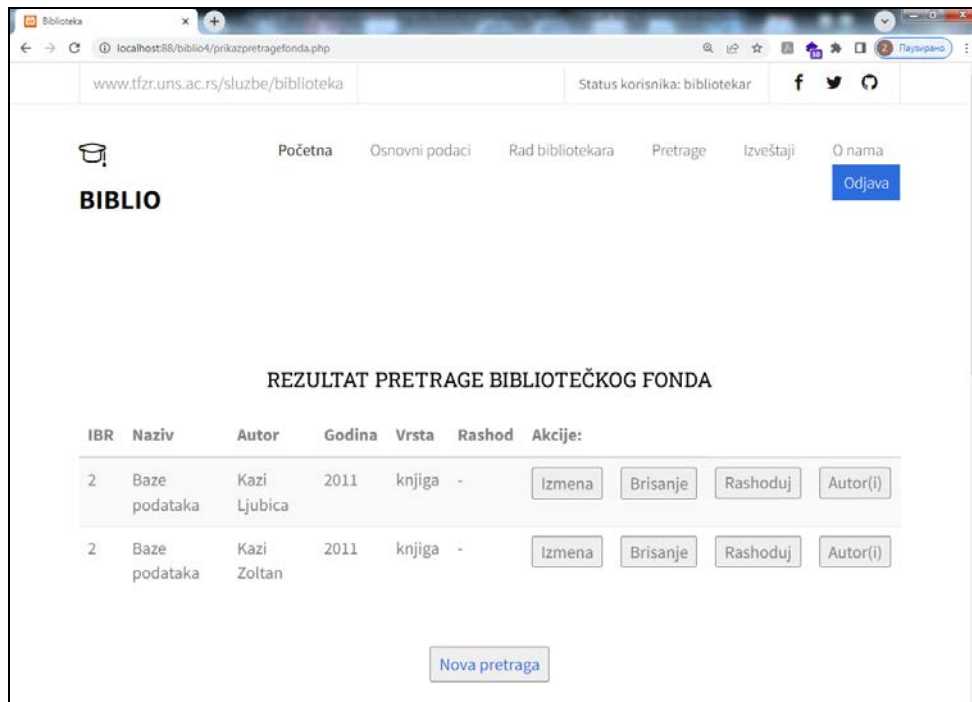 Biblioteka
localhost:88/biblio4/prikazpretragefonda.php
10
2 Паузирано
www.tfzr.uns.ac.rs/sluzbe/biblioteka Status korisnika: bibliotekar
Početna Osnovni podaci Rad bibliotekara Pretrage Izveštaji O nama
BIBLIO Odjava
REZULTAT PRETRAGE BIBLIOTEČKOG FONDA
IBR Naziv Autor Godina Vrsta Rashod Akcije:
2 Baze Kazi 2011 knjiga - Izmena Brisanje Rashoduj Autor(i)
podataka Ljubica
2 Baze Kazi 2011 knjiga - Izmena Brisanje Rashoduj Autor(i)
podataka Zoltan
Nova pretraga